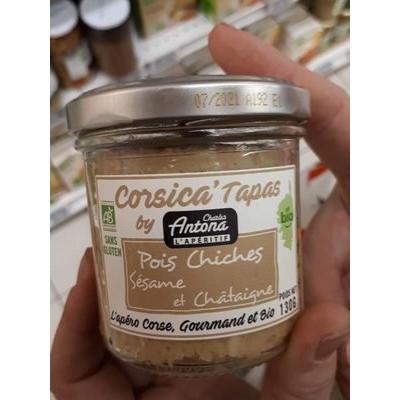 07/2021 A192 E1
Corsica' Tapas
by Charles
Antona
L'APÉRITIF
AB
SANS
GLUTEN
bio
Pois Chiches
Sésame
et Châtaigne
POIDS NET
130G
L'apéro Corse, Gourmand et Bio